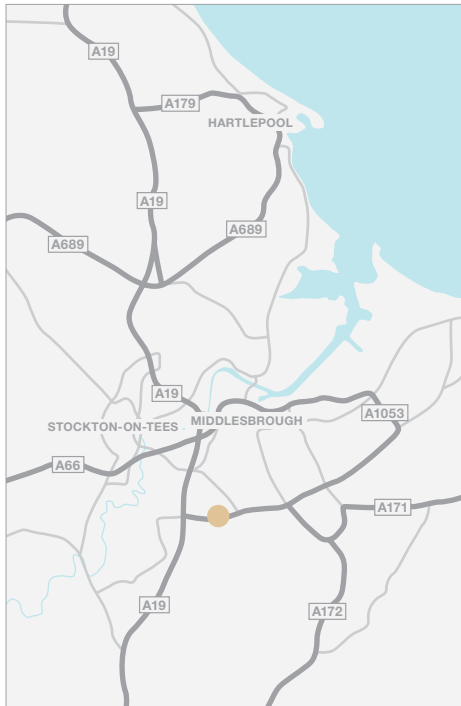 A19
A179
HARTLEPOOL
A19
A689
A689
A19
MIDDLESBROUGH
A1053
STOCKTON-ON-TEES
A66
A171
A19
A172